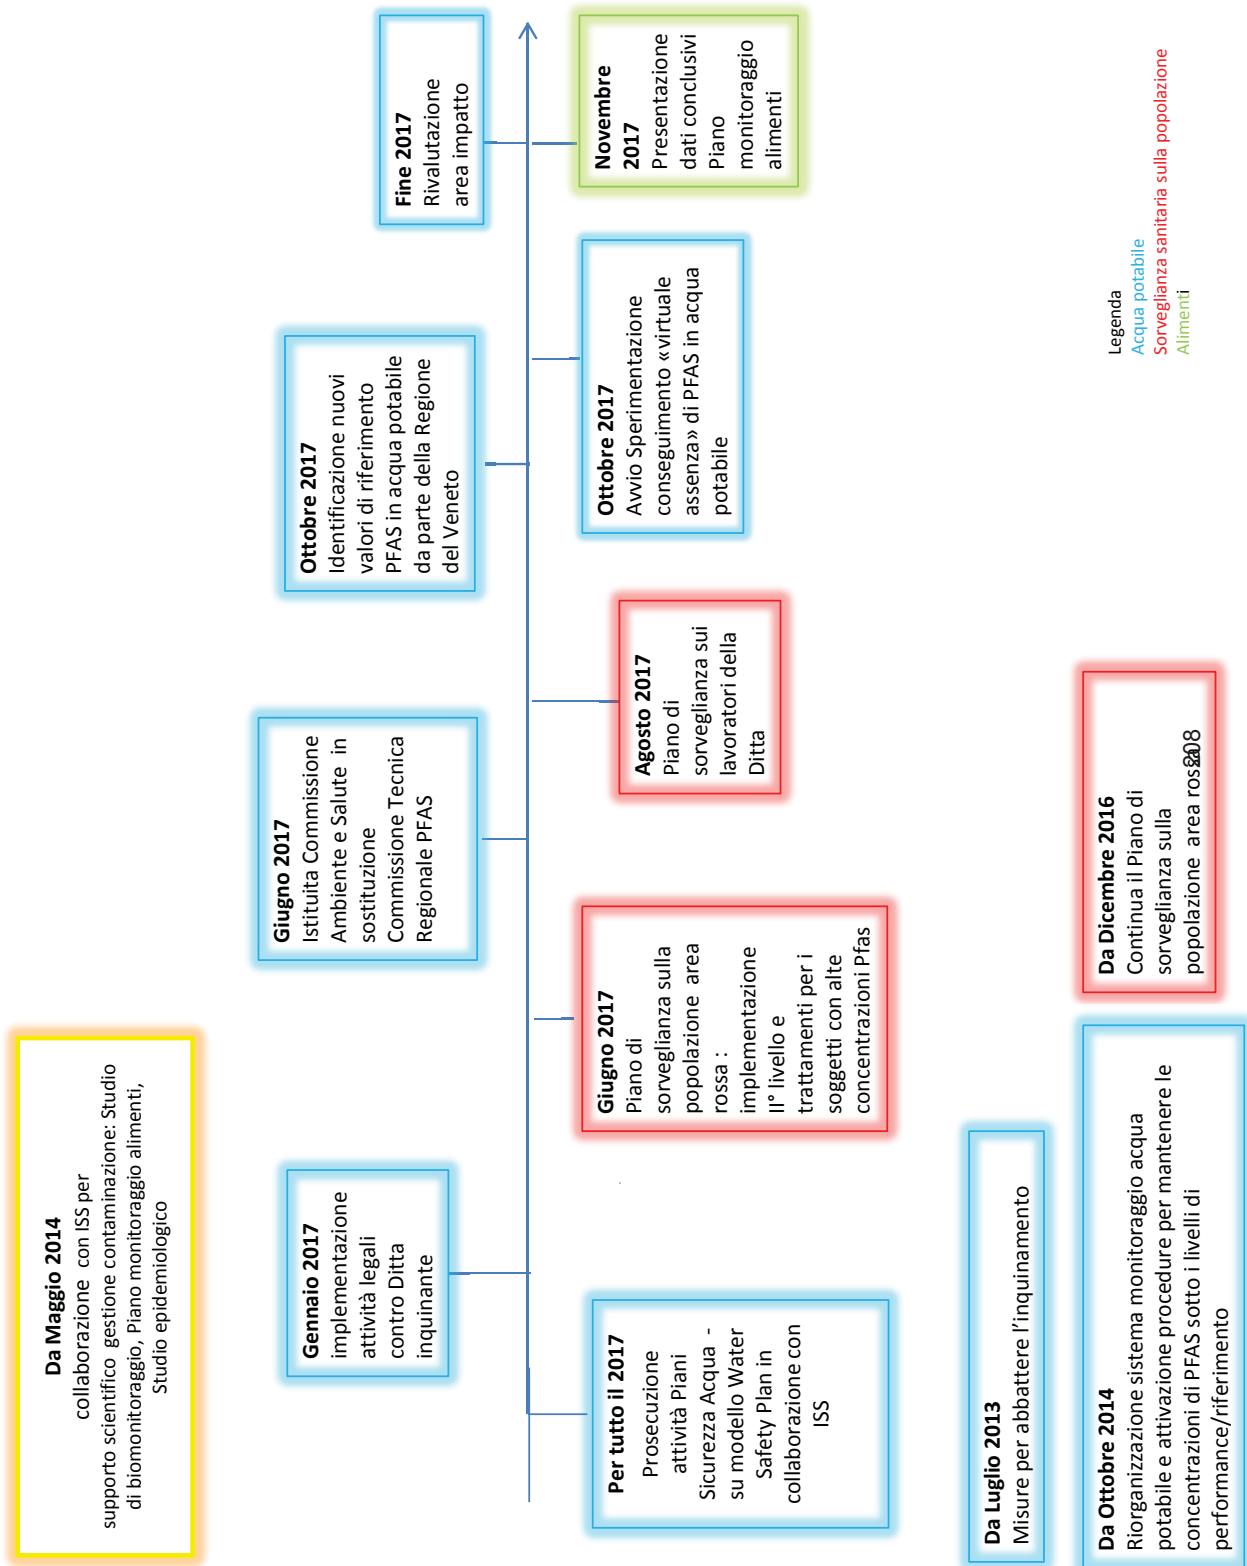 Da Maggio 2014
collaborazione con ISS per
supporto scientifico gestione contaminazione: Studio
di biomonitoraggio, Piano monitoraggio alimenti,
Studio epidemiologico
Gennaio 2017
implementazione
attività legali
contro Ditta
inquinante
Giugno 2017
Istituita Commissione
Ambiente e Salute in
sostituzione
Commissione Tecnica
Regionale PFAS
Ottobre 2017
Identificazione nuovi
valori di riferimento
PFAS in acqua potabile
da parte della Regione
del Veneto
Fine 2017
Rivalutazione
area impatto
Per tutto il 2017
Prosecuzione
attività Piani
Sicurezza Acqua -
su modello Water
Safety Plan in
collaborazione con
ISS
Giugno 2017
Piano di
sorveglianza sulla
popolazione area
rossa :
implementazione
II° livello e
trattamenti per i
soggetti con alte
concentrazioni Pfas
Agosto 2017
Piano di
sorveglianza sui
lavoratori della
Ditta
Ottobre 2017
Avvio Sperimentazione
conseguimento «virtuale
assenza» di PFAS in acqua
potabile
Novembre
2017
Presentazione
dati conclusivi
Piano
monitoraggio
alimenti
Da Luglio 2013
Misure per abbattere l'inquinamento
Da Ottobre 2014
Riorganizzazione sistema monitoraggio acqua
potabile e attivazione procedure per mantenere le
concentrazioni di PFAS sotto i livelli di
performance/riferimento
Da Dicembre 2016
Continua il Piano di
sorveglianza sulla
popolazione area rossa
208
Legenda
Acqua potabile
Sorveglianza sanitaria sulla popolazione
Alimenti